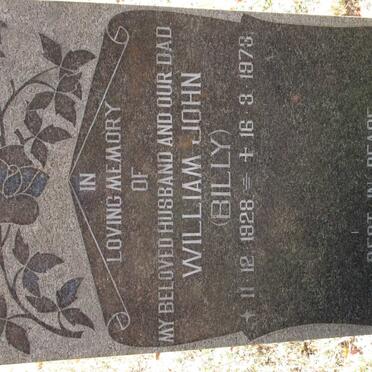 IN
LOVING MEMORY
OF
MY BELOVED HUSBAND AND OUR DAD
WILLIAM JOHN
(BILLY)
11. 12. 1928 = + 16. 3. 1973.
REST IN PEACE